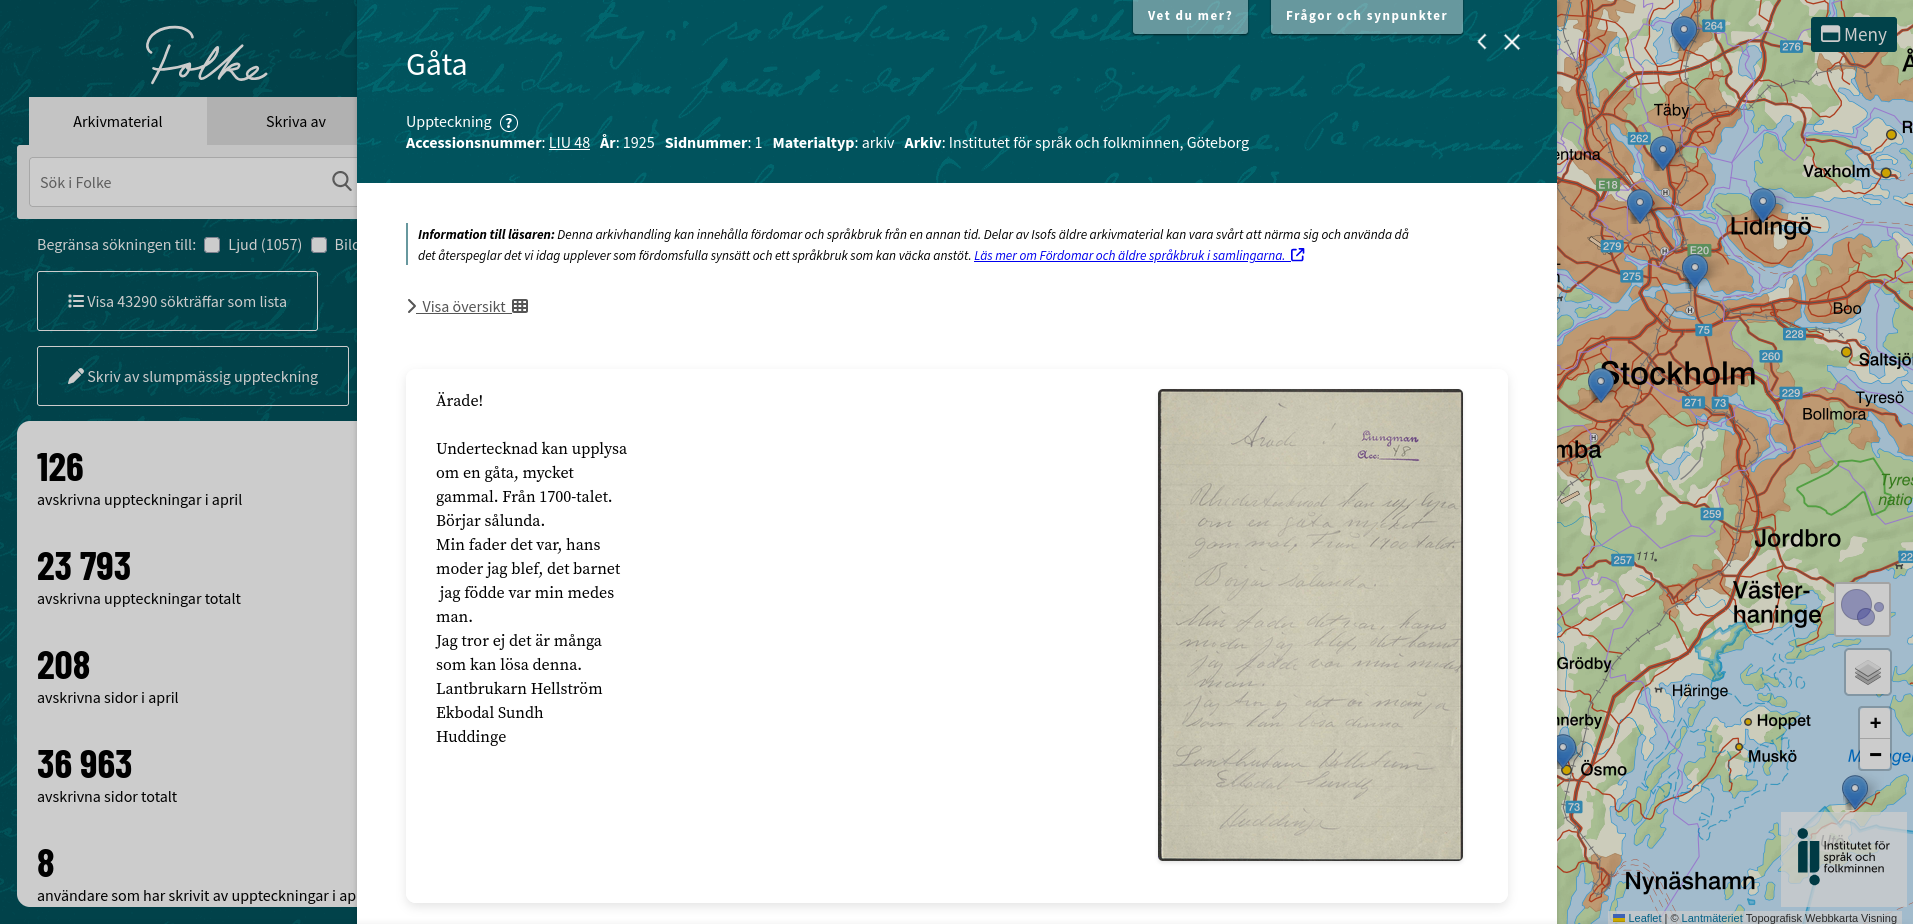 Folke
Arkivmaterial
Skriva av
Sök i Folke
Begränsa sökningen till: Ljud (1057) Bild
Visa 43290 sökträffar som lista
Skriv av slumpmässig uppteckning
126
avskrivna uppteckningar i april
23 793
avskrivna uppteckningar totalt
208
avskrivna sidor i april
36 963
avskrivna sidor totalt
8
användare som har skrivit av uppteckningar i ap
Vet du mer?
Frågor och synpunkter
Gåta
Uppteckning ?
Accessionsnummer: LIU 48 År: 1925 Sidnummer: 1 Materialtyp: arkiv Arkiv: Institutet för språk och folkminnen, Göteborg
Information till läsaren: Denna arkivhandling kan innehålla fördomar och språkbruk från en annan tid. Delar av Isofs äldre arkivmaterial kan vara svårt att närma sig och använda då
det återspeglar det vi idag upplever som fördomsfulla synsätt och ett språkbruk som kan väcka anstöt. Läs mer om Fördomar och äldre språkbruk i samlingarna.
Visa översikt
Ärade!
Undertecknad kan upplysa
om en gåta, mycket
gammal. Från 1700-talet.
Börjar sålunda.
Min fader det var, hans
moder jag blef, det barnet
jag födde var min medes
man.
Jag tror ej det är många
som kan lösa denna.
Lantbrukarn Hellström
Ekbodal Sundh
Huddinge
Ärade!
Ljungman
Acc: 48
Undertecknad kan upplysa
om en gåta mycket
gammal. Från 1700 talet.
Börjar sålunda.
Min fader det var, hans
moder jag blef, det barnet
jag födde var min medes
man.
jag tror ej det är många
som kan lösa denna
Lantbrukarn Hellström
Ekbodal Sundh
Huddinge
Meny
264
276
Täby
262
entuna
Vaxholm
E18
Lidingö
279
E20
275
Boo
75
228
260
Saltsjö
Stockholm
229
Tyresö
271
73
Bollmora
mba
Tyres
natio
259
Jordbro
257
111
22
Väster-
haninge
Grödby
Häringe
nnerby
Hoppet
+
−
Muskö
Ösmo
73
Nynäshamn
Institutet för
språk och
folkminnen
Leaflet | © Lantmäteriet Topografisk Webbkarta Visning